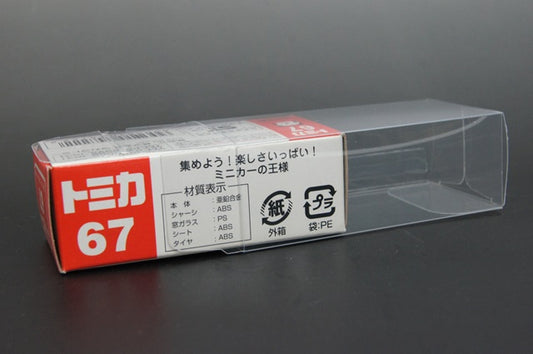 トミカ
67
集めよう！楽しさいっぱい！
ミニカーの王様
材質表示
本体：亜鉛合金
シャーシ：ABS
窓ガラス：PS
シート：ABS
タイヤ：ABS
紙
外箱
プラ
袋:PE
67